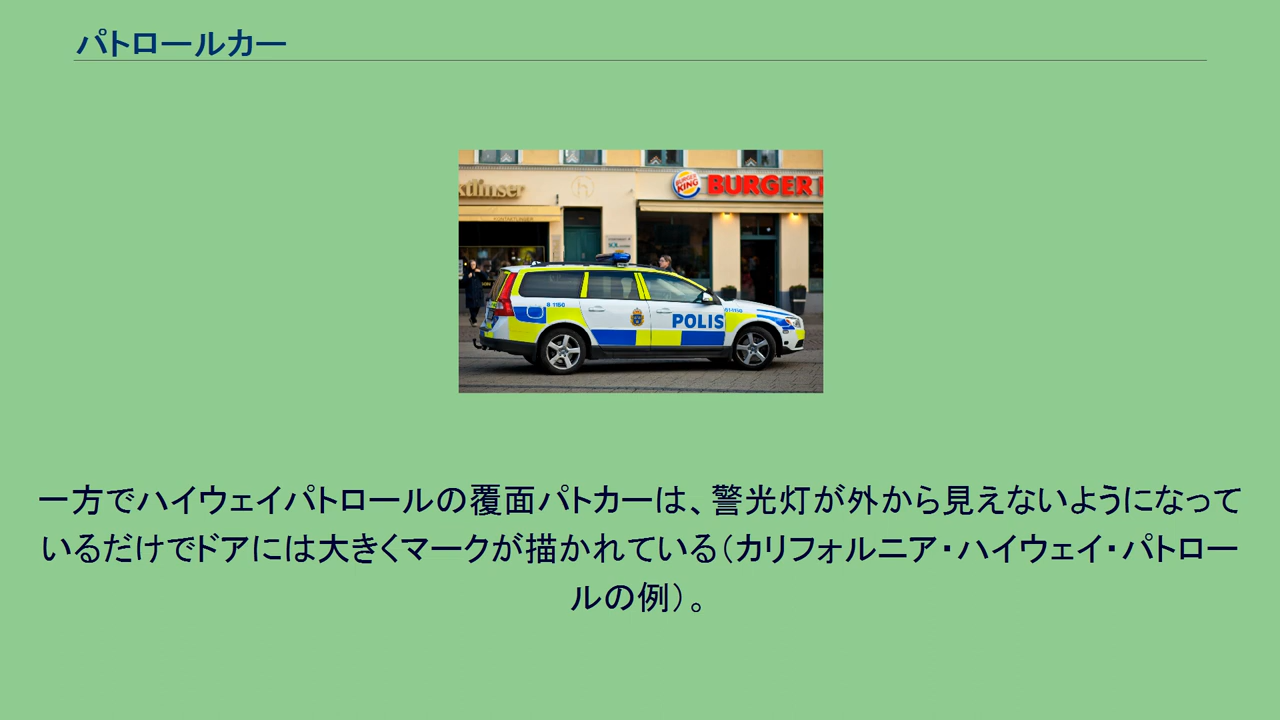 パトロールカー
ktlinser
KONTAKTLINSER
BURGER KING
BURGER
POLIS
一方でハイウェイパトロールの覆面パトカーは、警光灯が外から見えないようになって
いるだけでドアには大きくマークが描かれている(カリフォルニア・ハイウェイ・パトロー
ルの例)。